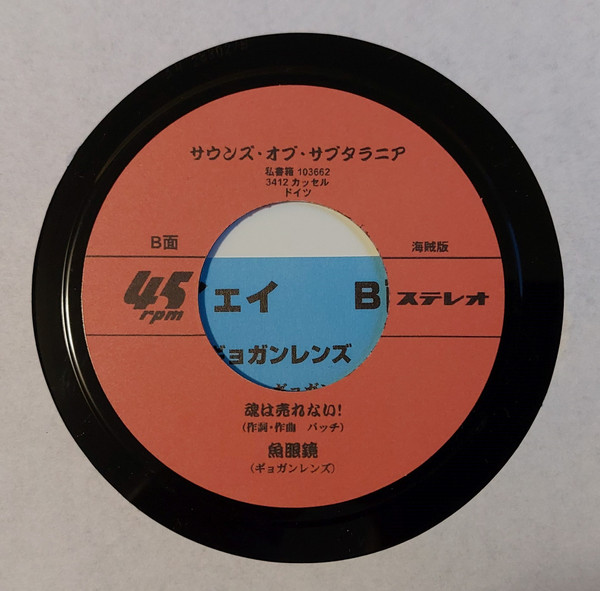 サウンズ・オブ・サブタラニア
私書箱 103662
3412 カッセル
ドイツ
B面
海賊版
45
rpm
ェイ
B
ステレオ
ギョガンレンズ
魂は売れない!
(作詞・作曲 パッチ)
魚眼鏡
(ギョガンレンズ)